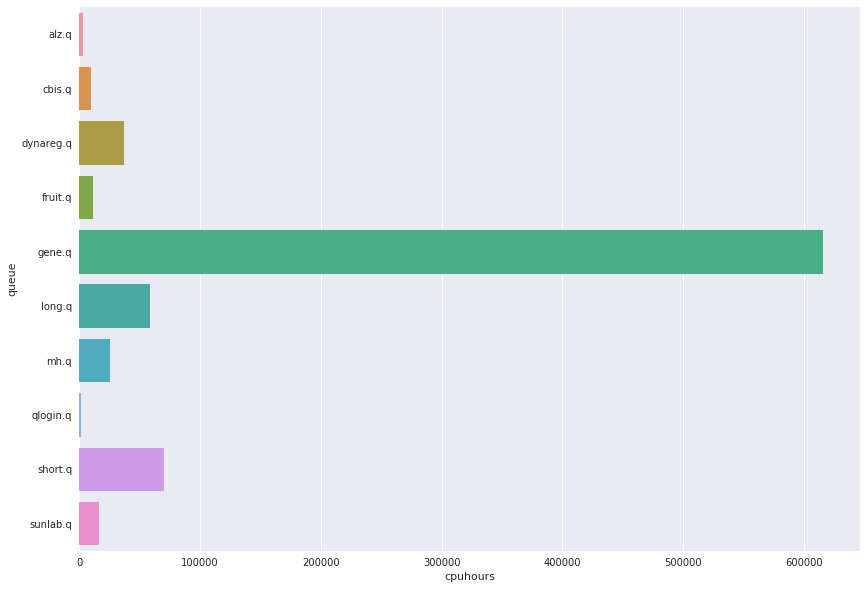 alz.q
cbis.q
dynareg.q
fruit.q
gene.q
long.q
mh.q
qlogin.q
short.q
sunlab.q
queue
0 100000 200000 300000 400000 500000 600000
cpuhours